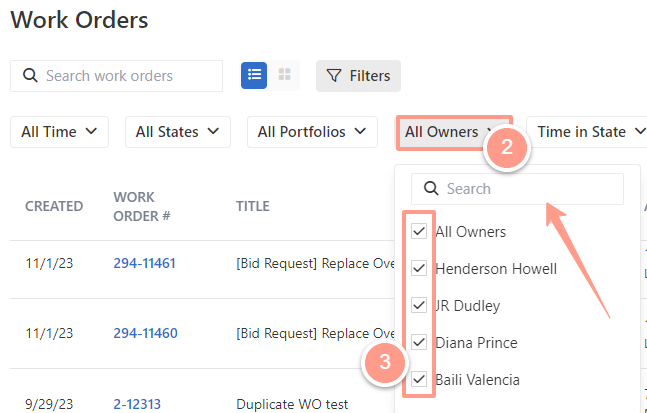 Work Orders
Search work orders
Filters
All Time All States All Portfolios All Owners Time in State
2
Search
CREATED WORK ORDER # TITLE
All Owners
11/1/23 294-11461 [Bid Request] Replace Ove
Henderson Howell
JR Dudley
11/1/23 294-11460 [Bid Request] Replace Ove
Diana Prince
3
Baili Valencia
9/29/23 2-12313 Duplicate WO test